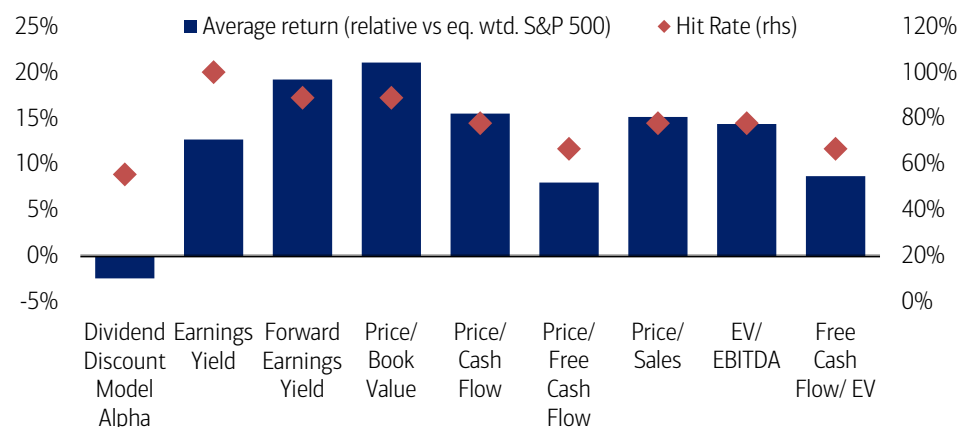 Average return (relative vs eq. wtd. S&P 500)
Hit Rate (rhs)
25%
20%
15%
10%
5%
0%
-5%
120%
100%
80%
60%
40%
20%
0%
Dividend
Discount
Model
Alpha
Earnings
Yield
Forward
Earnings
Yield
Price/
Book
Value
Price/
Cash
Flow
Price/
Free
Cash
Flow
Price/
Sales
EV/
EBITDA
Free
Cash
Flow/ EV